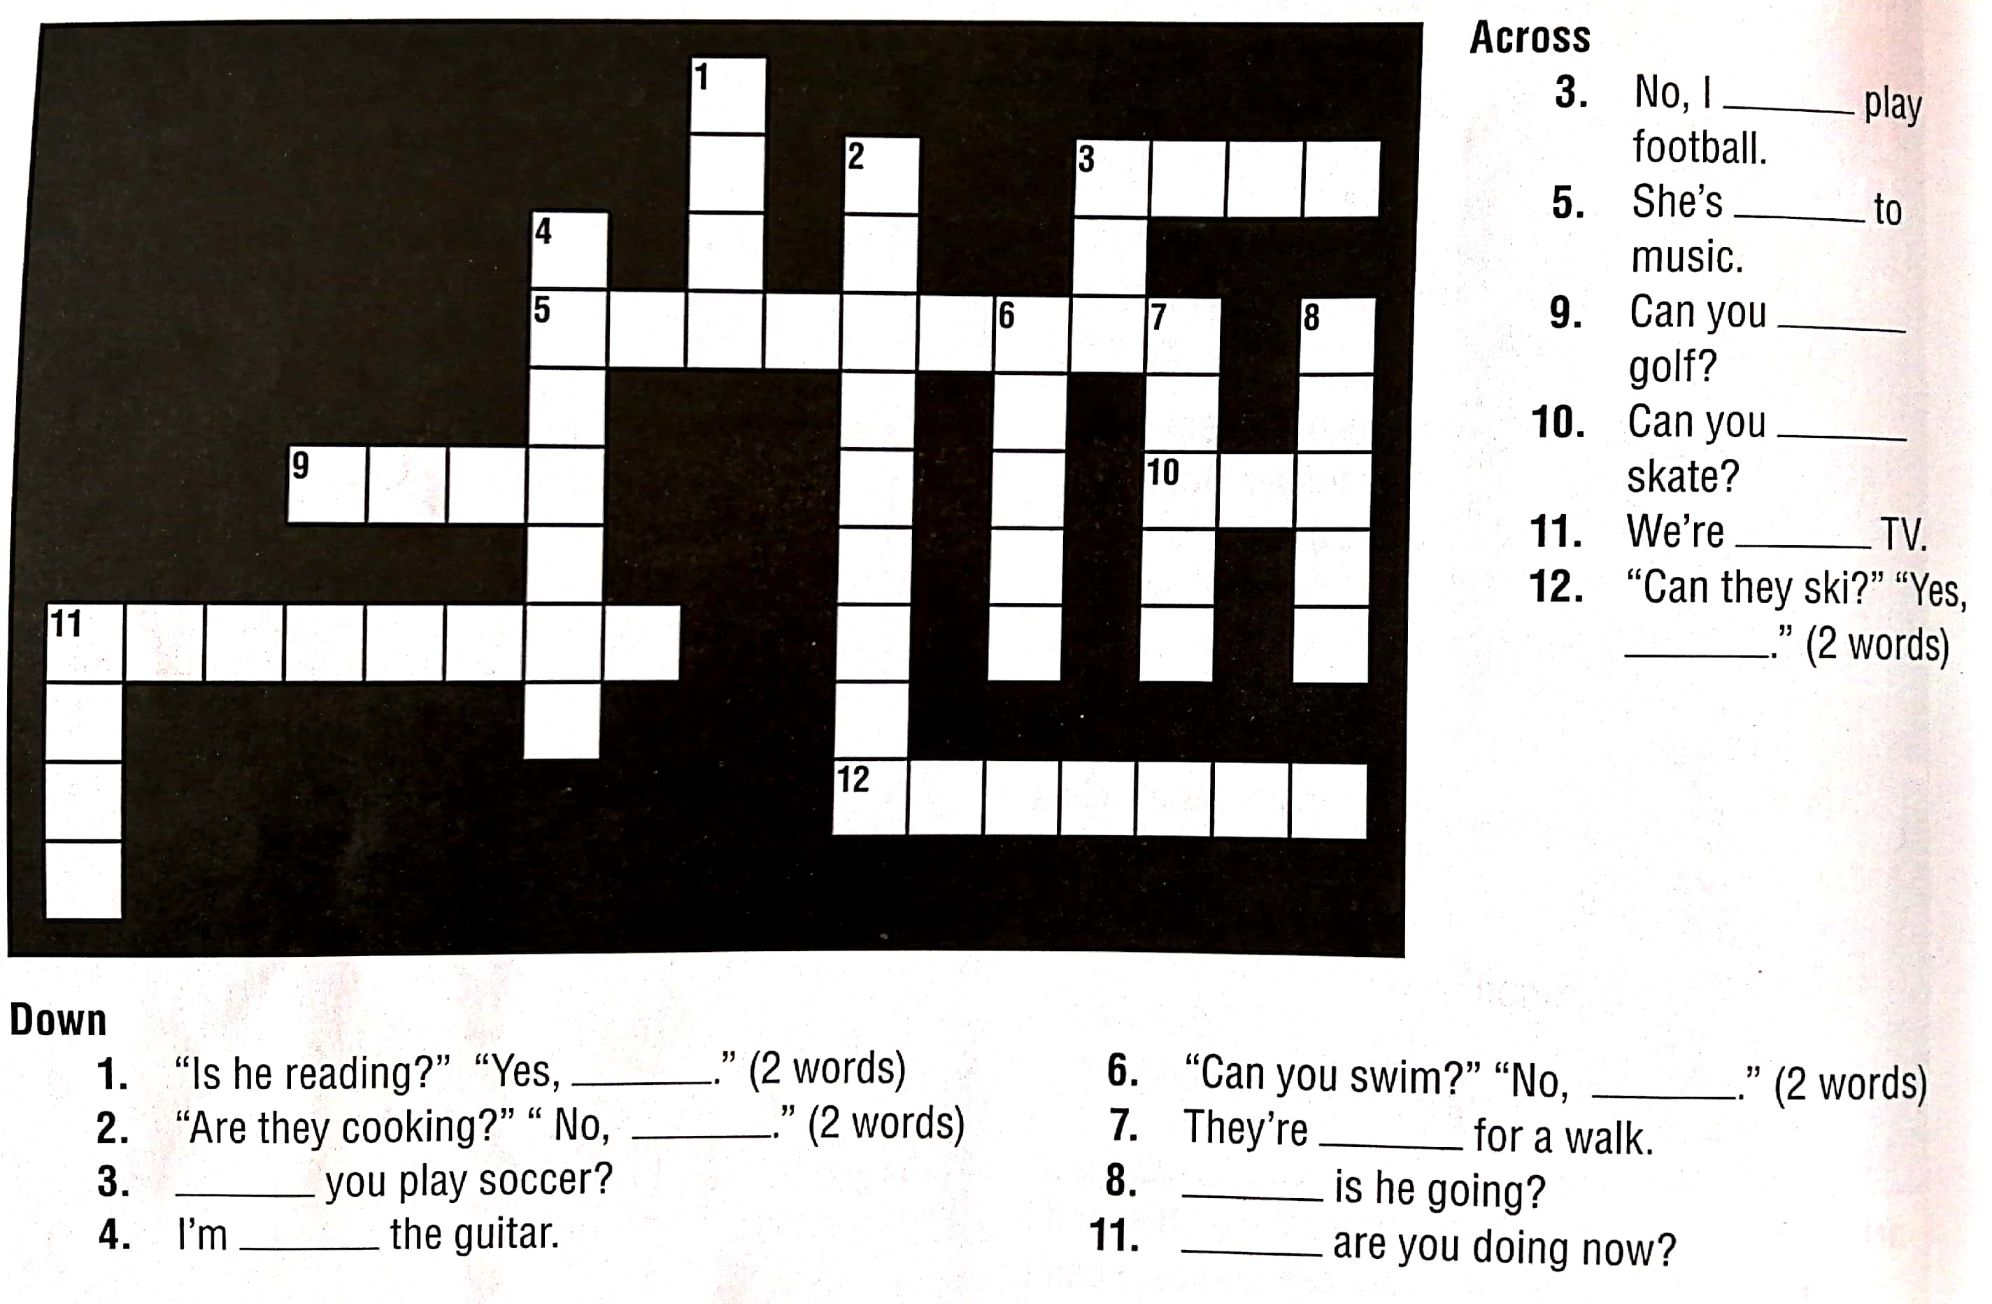 1
2
3
4
5
6
7
8
9
10
11
12
Across
3. No, I ______ play
football.
5. She's ______ to
music.
9. Can you ______
golf?
10. Can you ______
skate?
11. We're ______ TV.
12. “Can they ski?” “Yes,
______.” (2 words)
Down
1. “Is he reading?” “Yes, ______.” (2 words)
2. “Are they cooking?” “ No, ______.” (2 words)
3. ______ you play soccer?
4. I'm ______ the guitar.
6. “Can you swim?” “No, ______.” (2 words)
7. They're ______ for a walk.
8. ______ is he going?
11. ______ are you doing now?